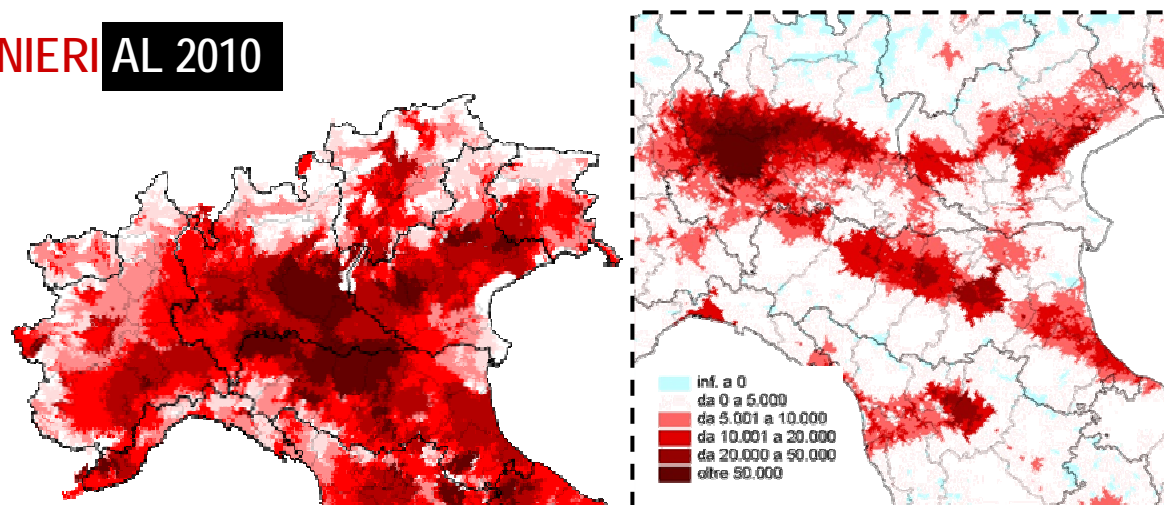 NIERI AL 2010
inf. a 0
da 0 a 5.000
da 5.001 a 10.000
da 10.001 a 20.000
da 20.000 a 50.000
oltre 50.000